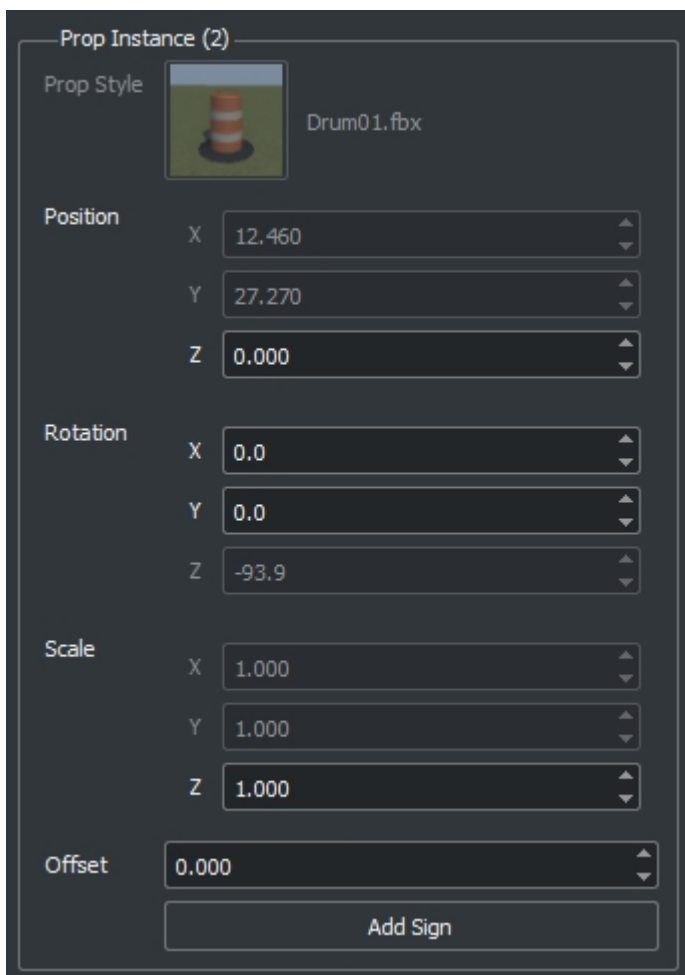 Prop Instance (2)
Prop Style
Drum01.fbx
Position
X 12.460
Y 27.270
Z 0.000
Rotation
X 0.0
Y 0.0
Z -93.9
Scale
X 1.000
Y 1.000
Z 1.000
Offset 0.000
Add Sign